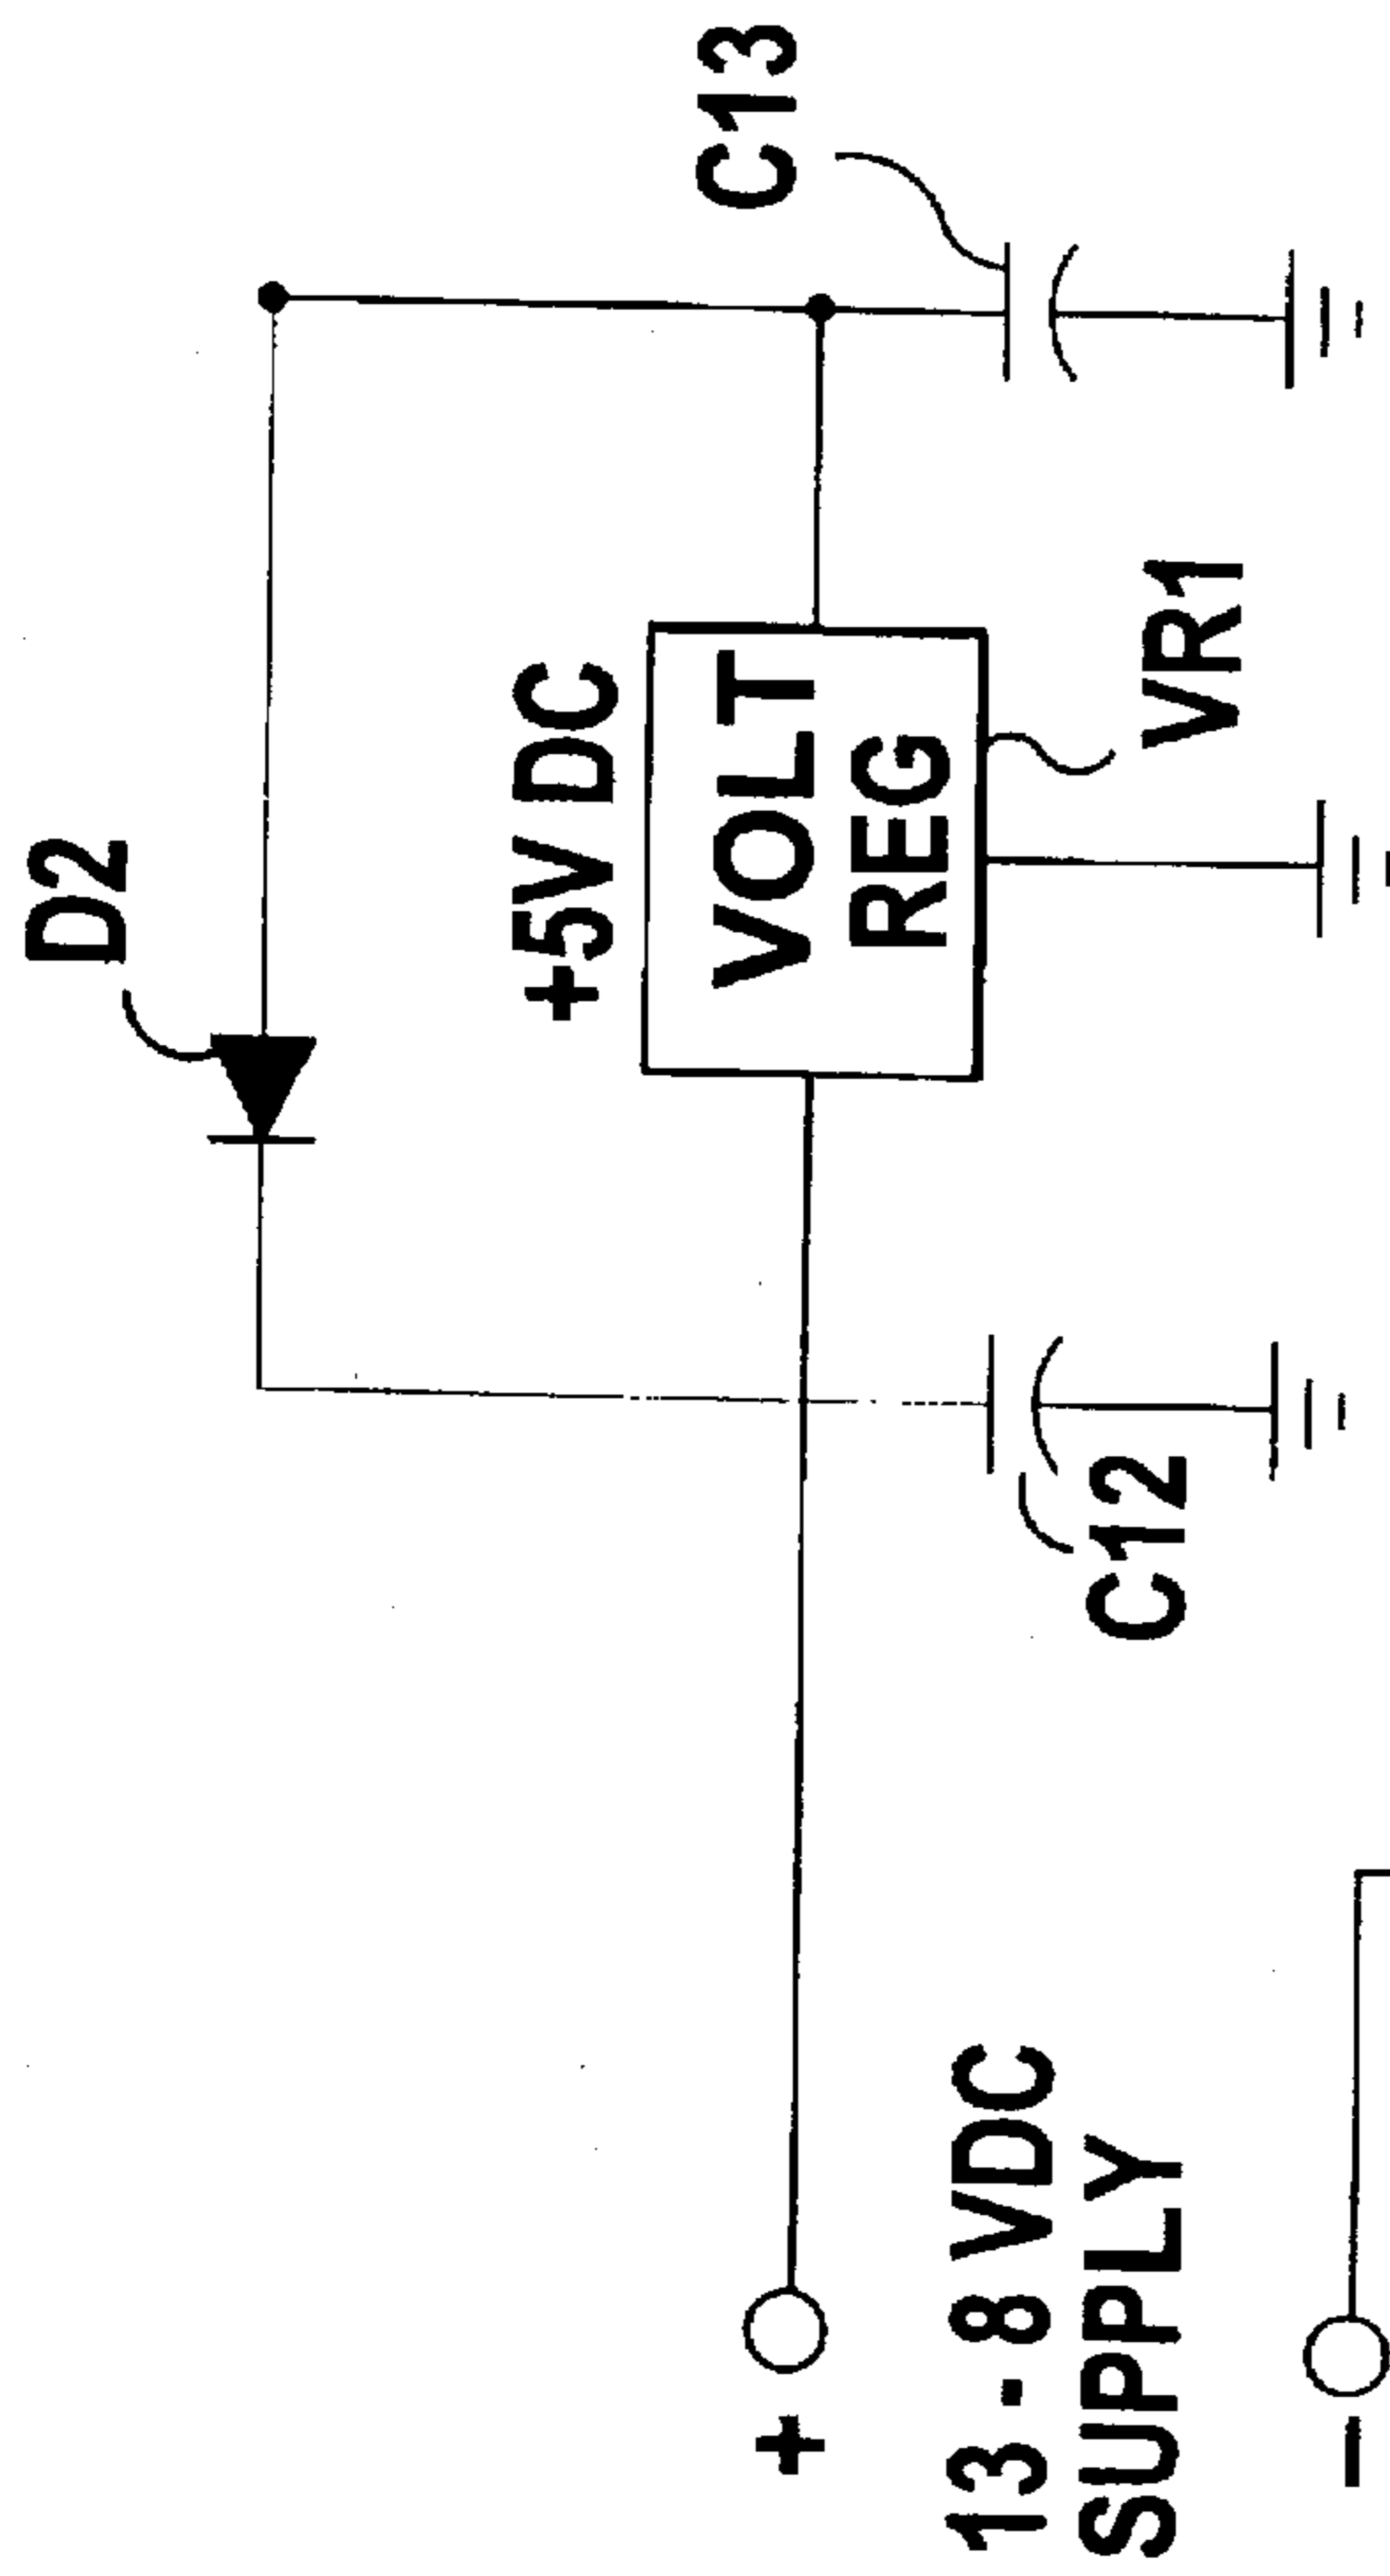 D2
C13
+5V DC
VOLT
REG
VR1
C12
+
13 - 8 VDC
SUPPLY
-